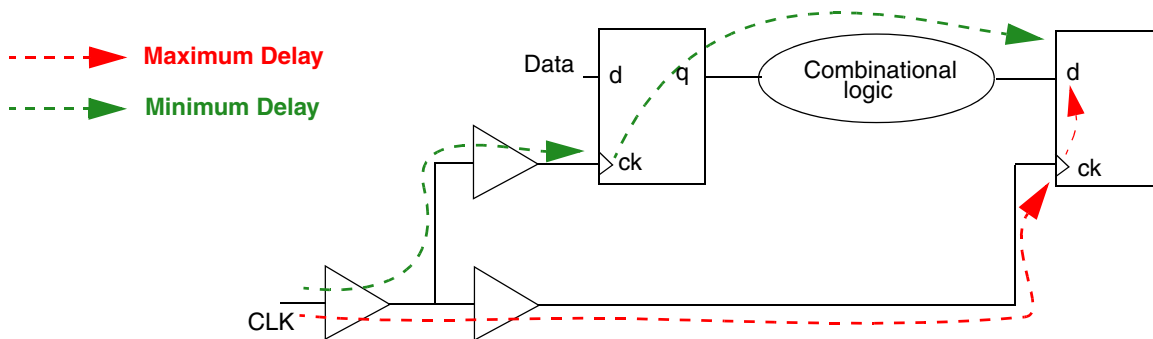 Maximum Delay
Minimum Delay
Data
d
q
Combinational
logic
d
ck
ck
CLK